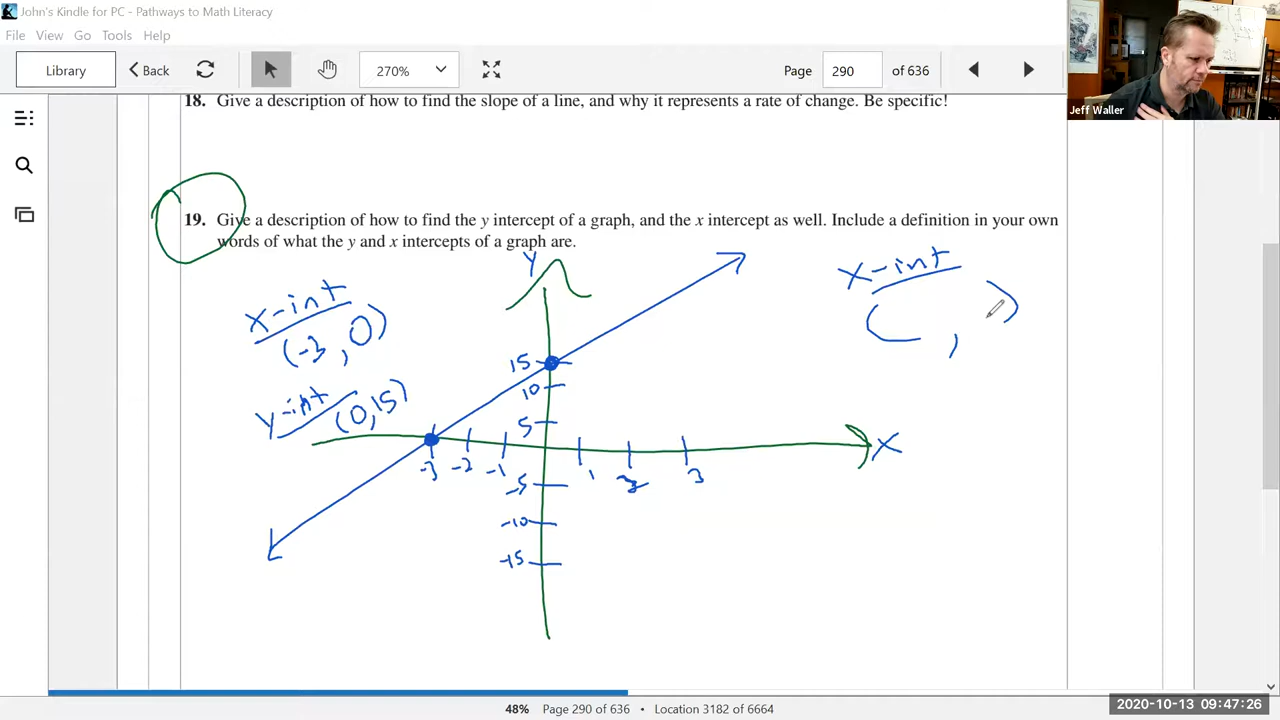 John's Kindle for PC - Pathways to Math Literacy
File View Go Tools Help
Library
Back
270%
Page 290 of 636
Jeff Waller
18. Give a description of how to find the slope of a line, and why it represents a rate of change. Be specific!
19. Give a description of how to find the y intercept of a graph, and the x intercept as well. Include a definition in your own
words of what the y and x intercepts of a graph are.
y
x-int
x-int
( , )
(-3, 0)
15
10
y-int (0,15)
5
x
-3 -2 -1 1 2 3
-5
-10
-15
48% Page 290 of 636 • Location 3182 of 6664
2020-10-13 09:47:26